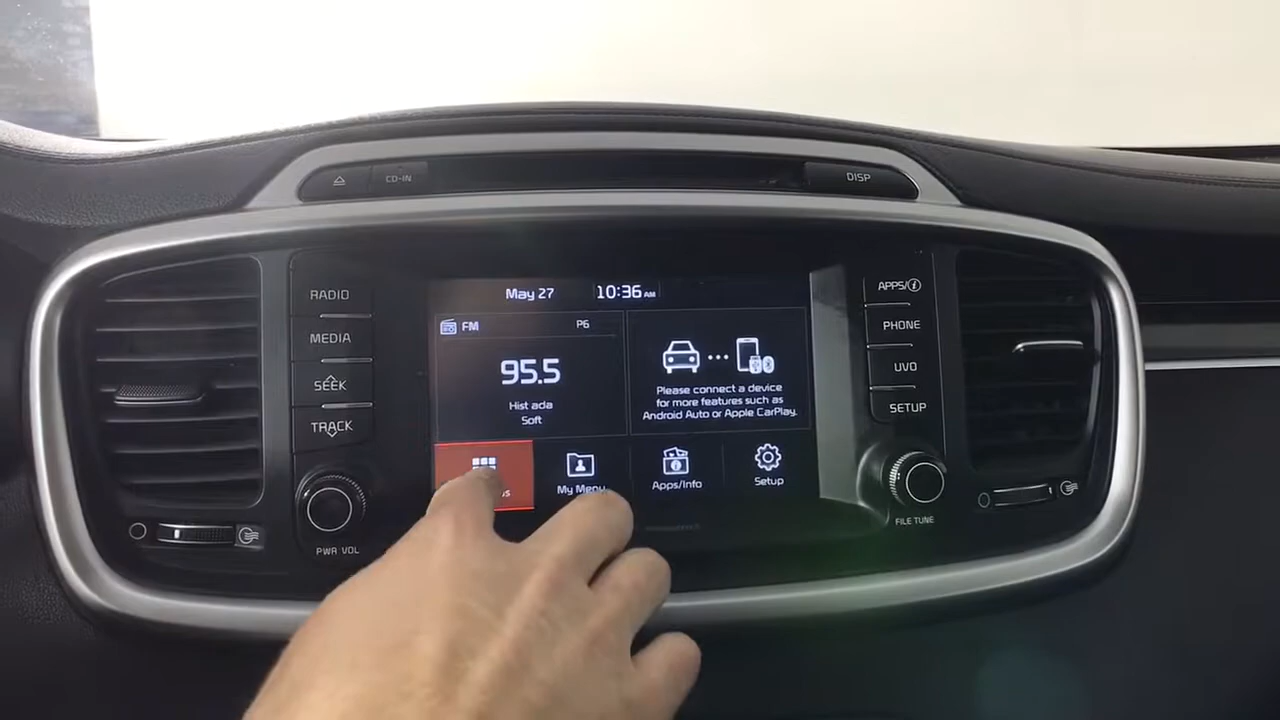 CD-IN
DISP
RADIO
MEDIA
SEEK
TRACK
PWR VOL
May 27
10:36 AM
FM
P6
95.5
Hist ada
Soft
Please connect a device
for more features such as
Android Auto or Apple CarPlay.
My Menu
Apps/Info
Setup
APPS/i
PHONE
UVO
SETUP
FILE TUNE